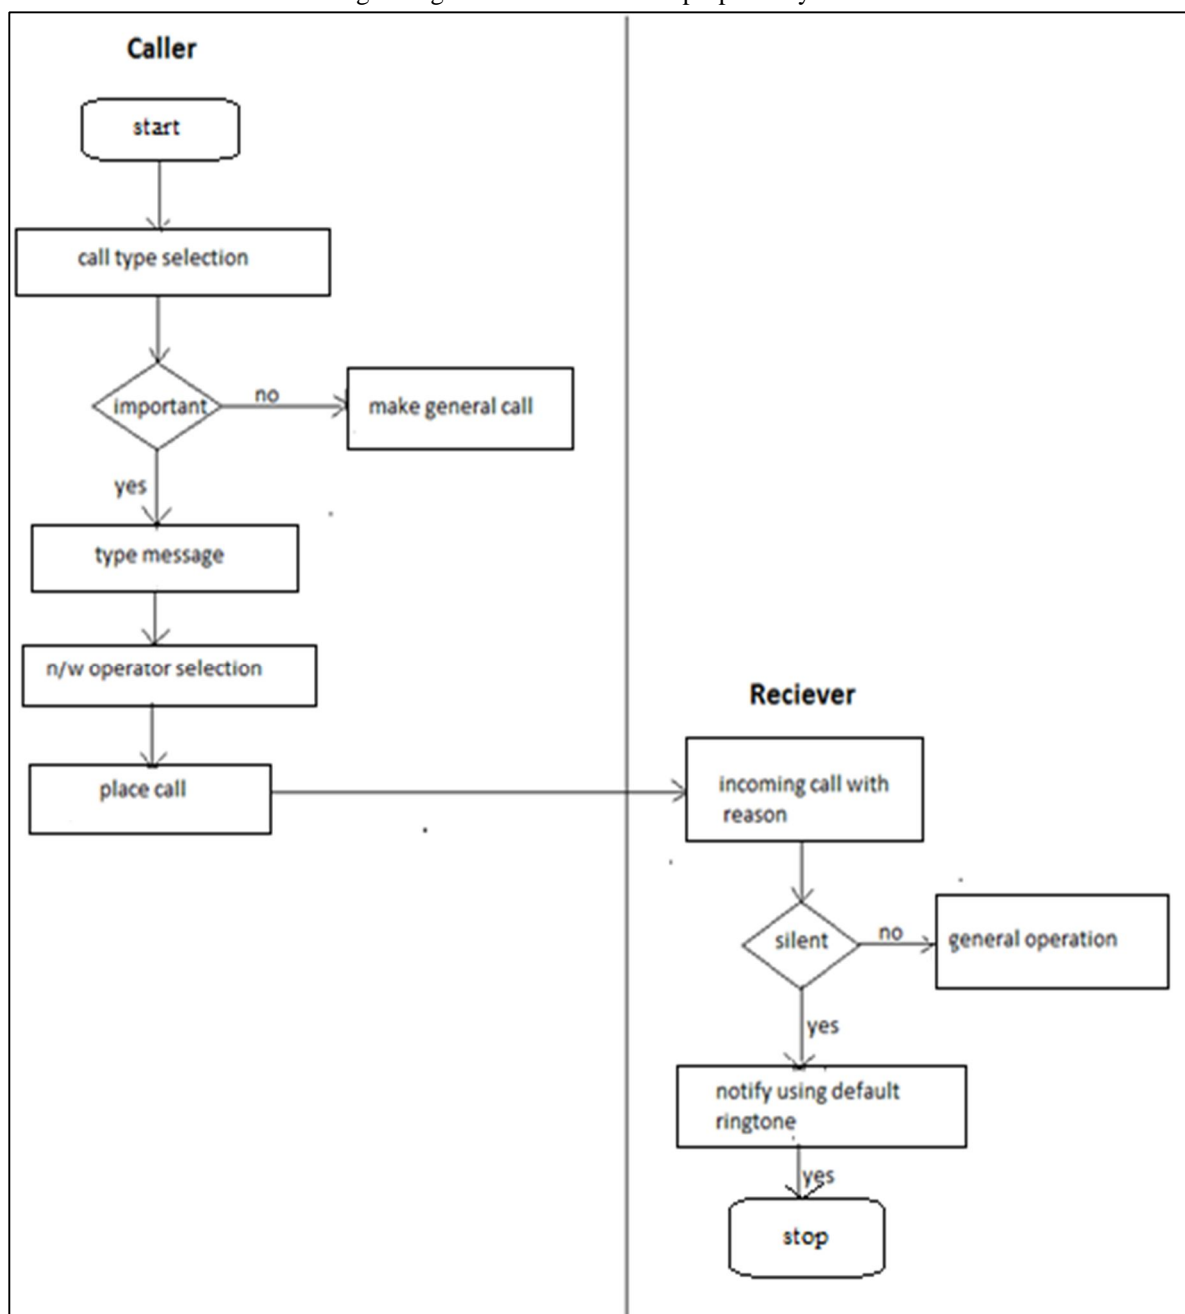 Caller
start
call type selection
important
no
make general call
yes
type message
n/w operator selection
place call
Reciever
incoming call with
reason
silent
no
general operation
yes
notify using default
ringtone
yes
stop